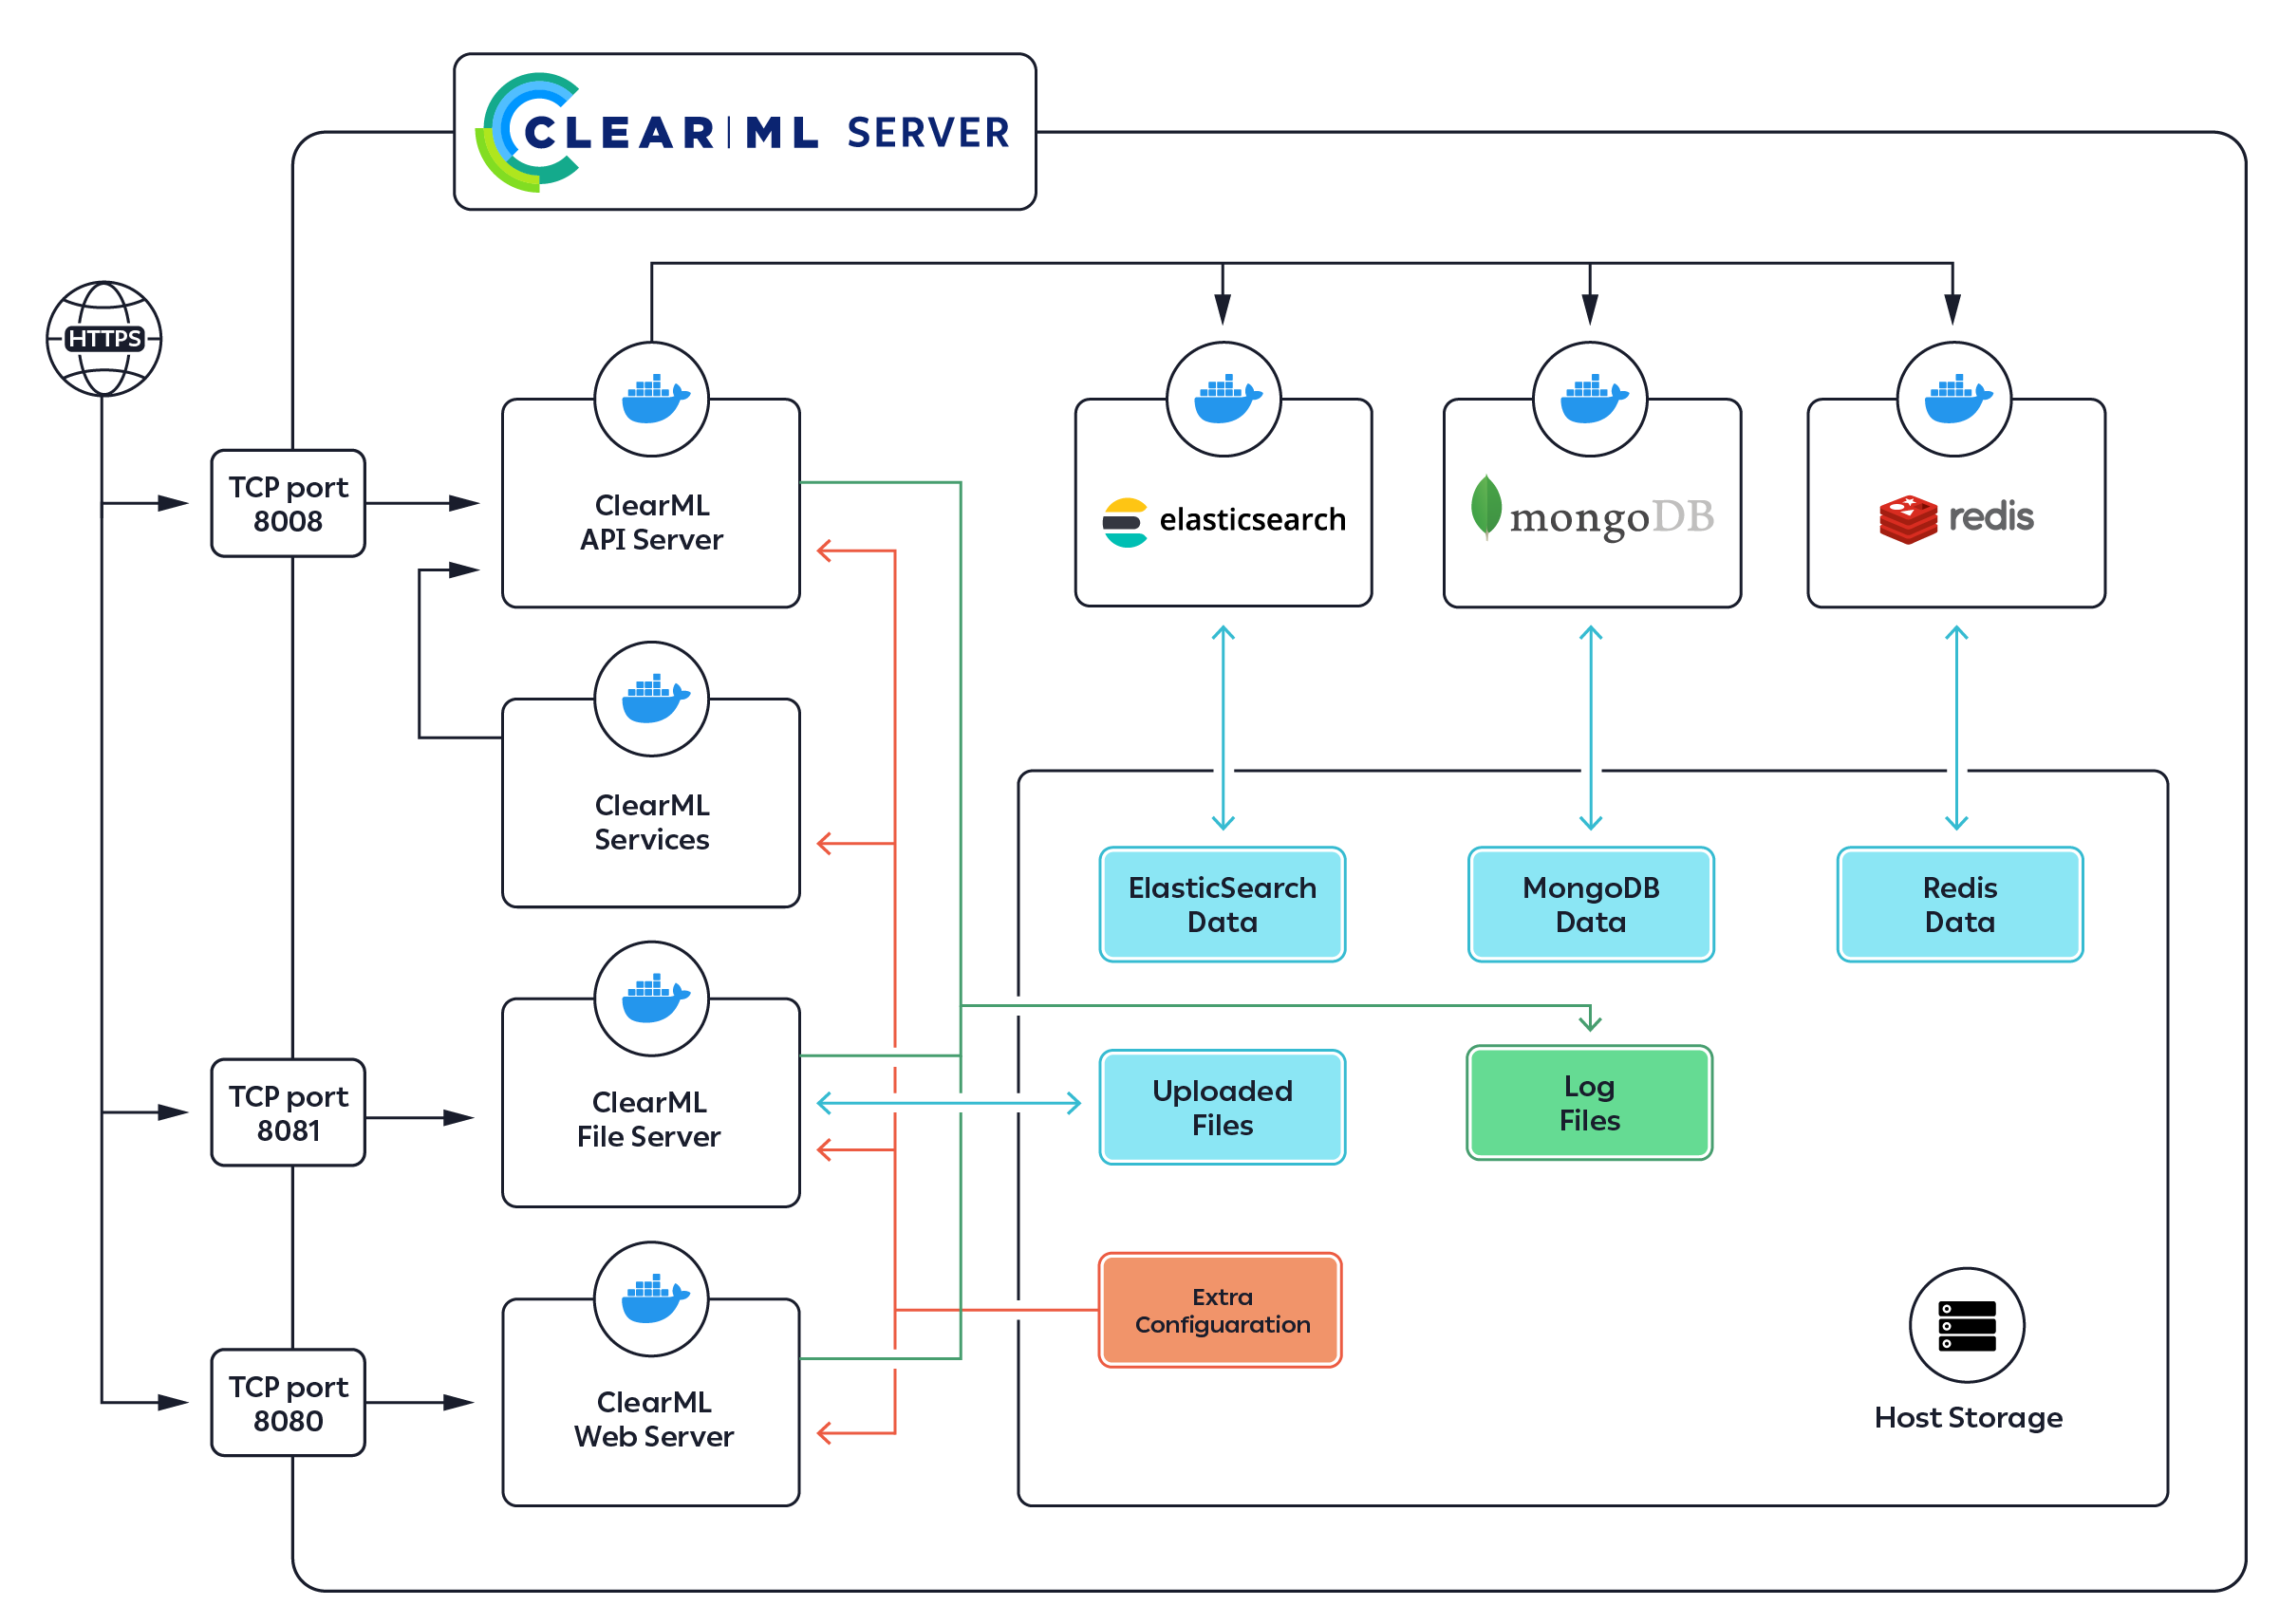 CLEAR|ML SERVER
HTTPS
TCP port
8008
ClearML
API Server
elasticsearch
mongoDB
redis
ClearML
Services
ElasticSearch
Data
MongoDB
Data
Redis
Data
TCP port
8081
ClearML
File Server
Uploaded
Files
Log
Files
Extra
Configuaration
TCP port
8080
ClearML
Web Server
Host Storage